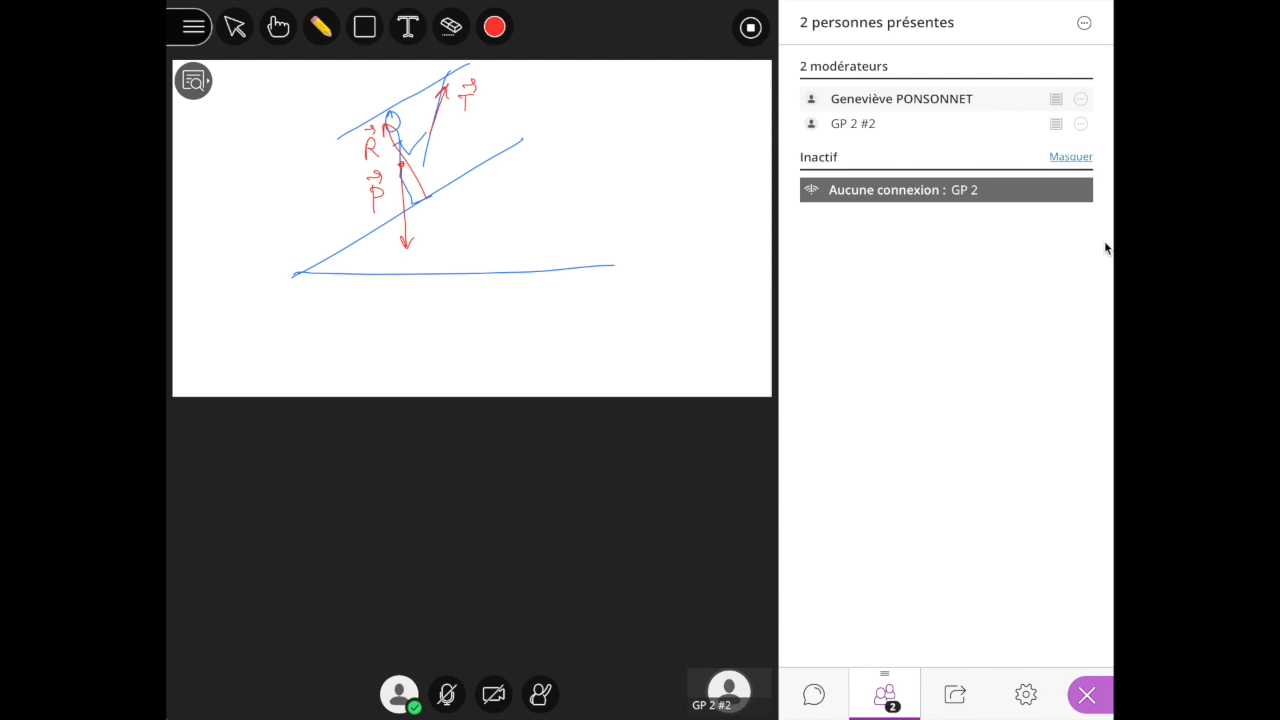 2 personnes présentes
2 modérateurs
Geneviève PONSONNET
GP 2 #2
Inactif
Masquer
Aucune connexion : GP 2
T
R
P
T
GP 2 #2
2